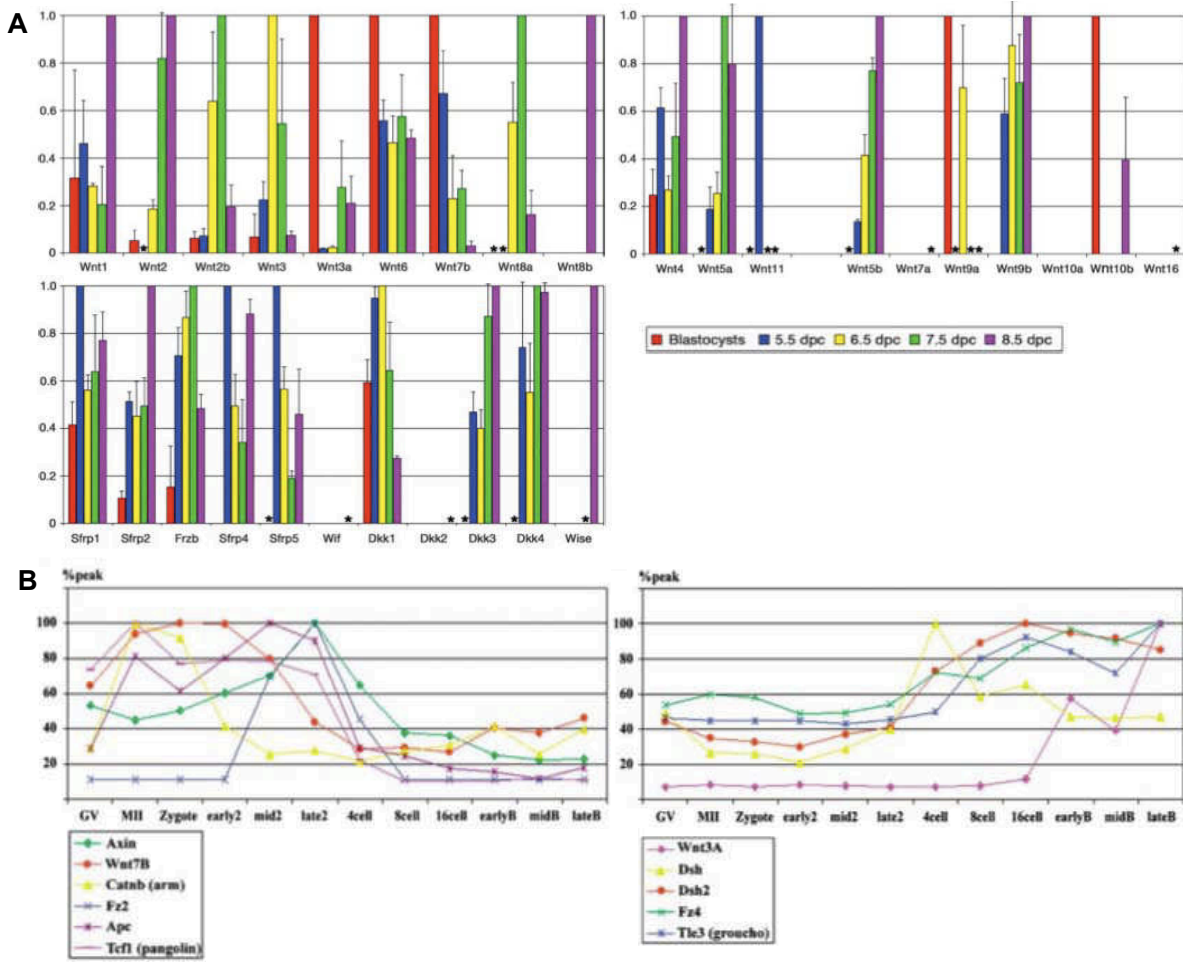 A
1.0
0.8
0.6
0.4
0.2
0
Wnt1 Wnt2 Wnt2b Wnt3 Wnt3a Wnt6 Wnt7b Wnt8a Wnt8b
1.0
0.8
0.6
0.4
0.2
0
Wnt4 Wnt5a Wnt11 Wnt5b Wnt7a Wnt9a Wnt9b Wnt10a Wnt10b Wnt16
Blastocysts 5.5 dpc 6.5 dpc 7.5 dpc 8.5 dpc
1.0
0.8
0.6
0.4
0.2
0
Sfrp1 Sfrp2 Frzb Sfrp4 Sfrp5 Wif Dkk1 Dkk2 Dkk3 Dkk4 Wise
B
%peak
100
80
60
40
20
GV MII Zygote early2 mid2 late2 4cell 8cell 16cell earlyB midB lateB
Axin
Wnt7B
Catnb (arm)
Fz2
Apc
Tcf1 (pangolin)
%peak
100
80
60
40
20
GV MII Zygote early2 mid2 late2 4cell 8cell 16cell earlyB midB lateB
Wnt3A
Dsh
Dsh2
Fz4
Tle3 (groucho)